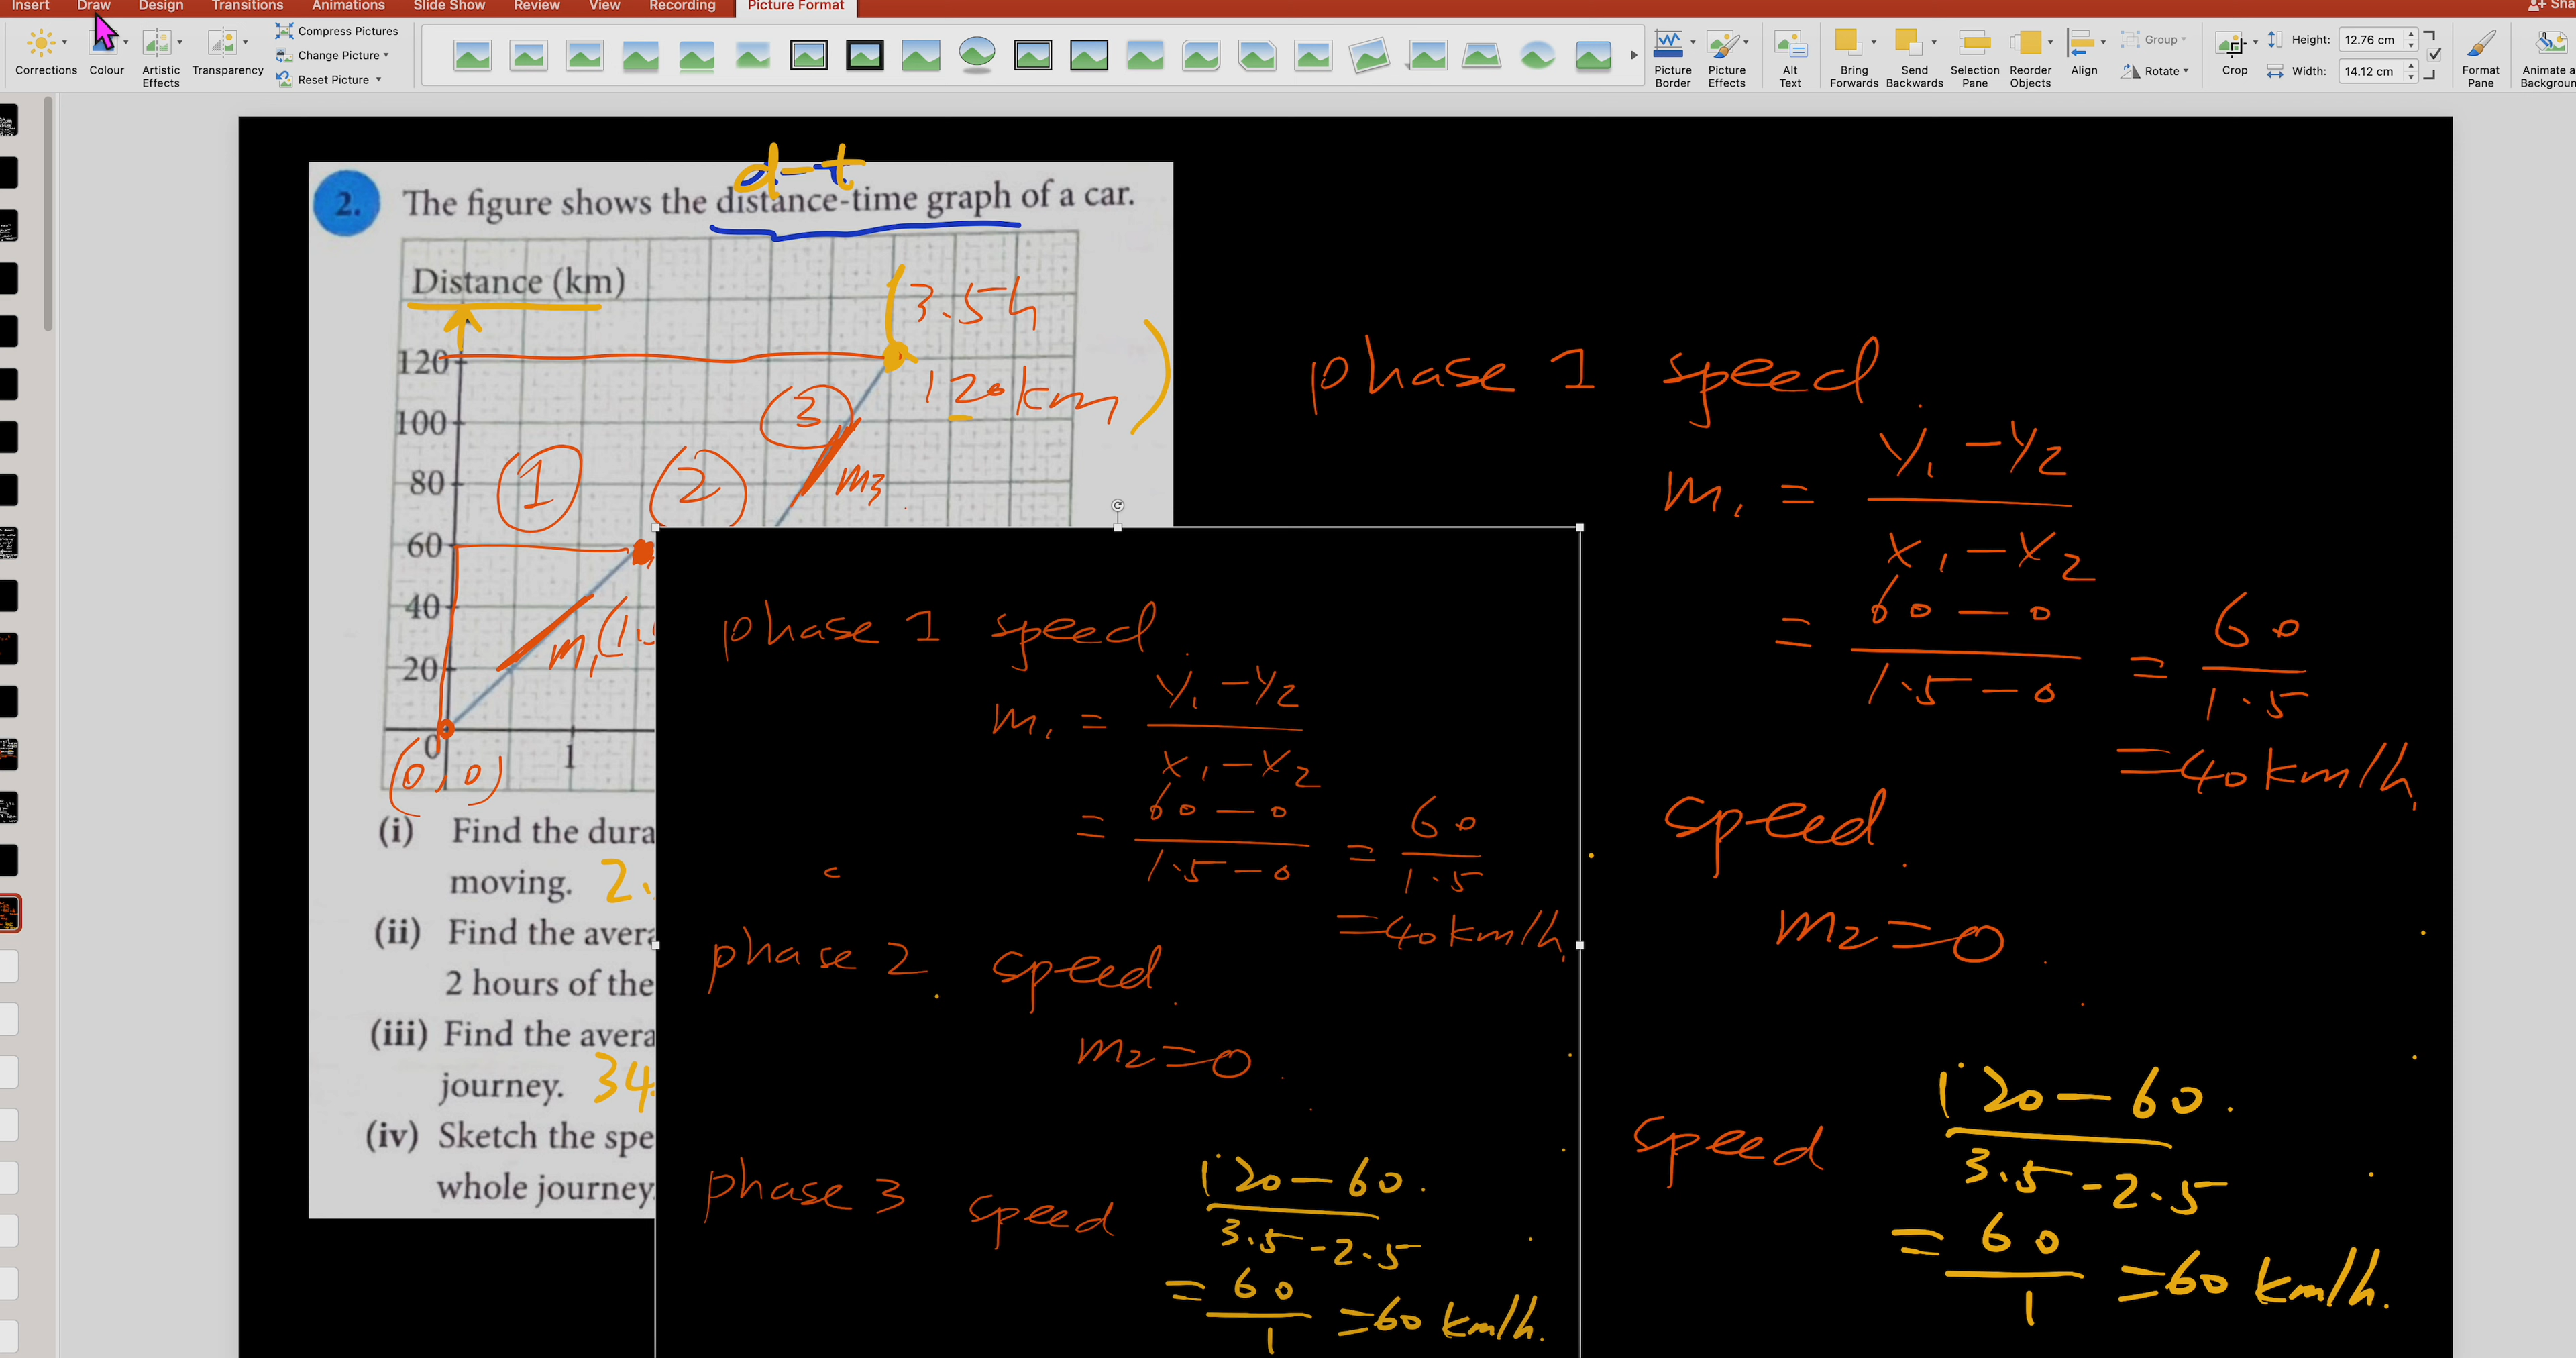 Insert Draw Design Transitions Animations Slide Show Review View Recording Picture Format
Corrections Colour Artistic Effects Transparency
Compress Pictures
Change Picture
Reset Picture
Picture Border Picture Effects Alt Text Bring Forwards Send Backwards Selection Pane Reorder Objects Align
Group
Rotate
Crop
Height: 12.76 cm
Width: 14.12 cm
Format Pane
d-t
2. The figure shows the distance-time graph of a car.
Distance (km)
(3.5h
120km)
120
100
80
60
40
20
0
1
1
2
3
m3
m1
(0,0)
(i) Find the dura
moving. 2.
(ii) Find the avera
2 hours of the
(iii) Find the avera
journey. 34
(iv) Sketch the spe
whole journey
phase 1 speed
m1 = y1 - y2
x1 - x2
= 60 - 0
1.5 - 0
= 60
1.5
= 40 km/h
phase 2 speed
m2 = 0
phase 3 speed
120 - 60
3.5 - 2.5
= 60
1
= 60 km/h.
phase 1 speed
m1 = y1 - y2
x1 - x2
= 60 - 0
1.5 - 0
= 60
1.5
= 40 km/h
speed
m2 = 0
speed
120 - 60
3.5 - 2.5
= 60
1
= 60 km/h.